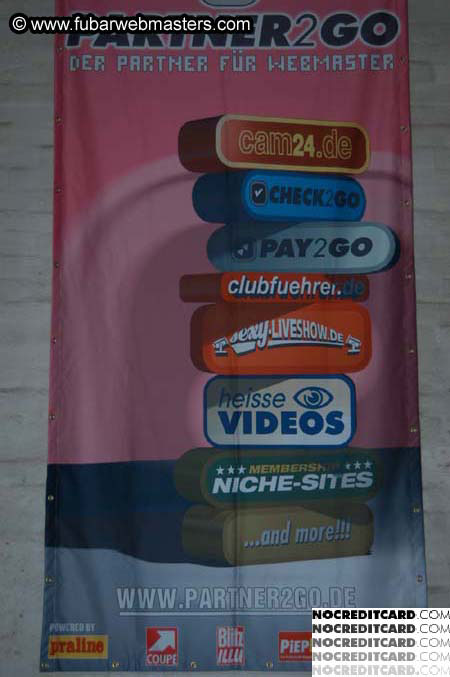 © www.fubarwebmasters.com
PARTNER2GO
DER PARTNER FÜR WEBMASTER
cam24.de
CHECK2GO
PAY2GO
clubfuehrer.de
sexy-LIVESHOW.DE
heisse
VIDEOS
MEMBERSHIP
NICHE-SITES
...and more!!!
WWW.PARTNER2GO.DE
POWERED BY
praline
COUPÉ
Blitz
ILLU
NOCREDITCARD.COM
NOCREDITCARD.COM
NOCREDITCARD.COM
NOCREDITCARD.COM
NOCREDITCARD.COM